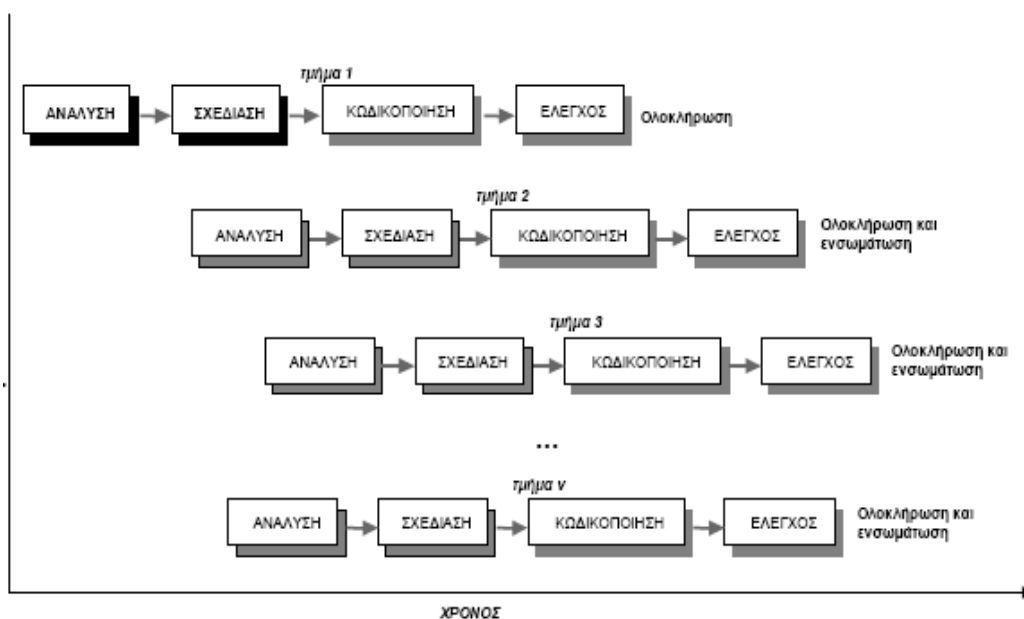 τμήμα 1
ΑΝΑΛΥΣΗ ΣΧΕΔΙΑΣΗ ΚΩΔΙΚΟΠΟΙΗΣΗ ΕΛΕΓΧΟΣ Ολοκλήρωση
τμήμα 2
ΑΝΑΛΥΣΗ ΣΧΕΔΙΑΣΗ ΚΩΔΙΚΟΠΟΙΗΣΗ ΕΛΕΓΧΟΣ Ολοκλήρωση και
ενσωμάτωση
τμήμα 3
ΑΝΑΛΥΣΗ ΣΧΕΔΙΑΣΗ ΚΩΔΙΚΟΠΟΙΗΣΗ ΕΛΕΓΧΟΣ Ολοκλήρωση και
ενσωμάτωση
...
τμήμα ν
ΑΝΑΛΥΣΗ ΣΧΕΔΙΑΣΗ ΚΩΔΙΚΟΠΟΙΗΣΗ ΕΛΕΓΧΟΣ Ολοκλήρωση και
ενσωμάτωση
ΧΡΟΝΟΣ